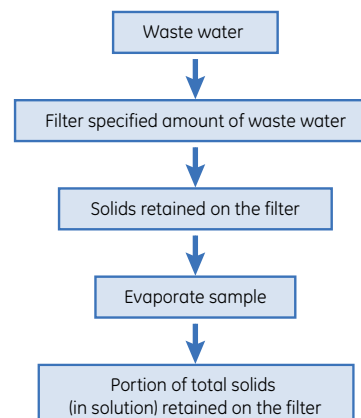 Waste water
Filter specified amount of waste water
Solids retained on the filter
Evaporate sample
Portion of total solids
(in solution) retained on the filter